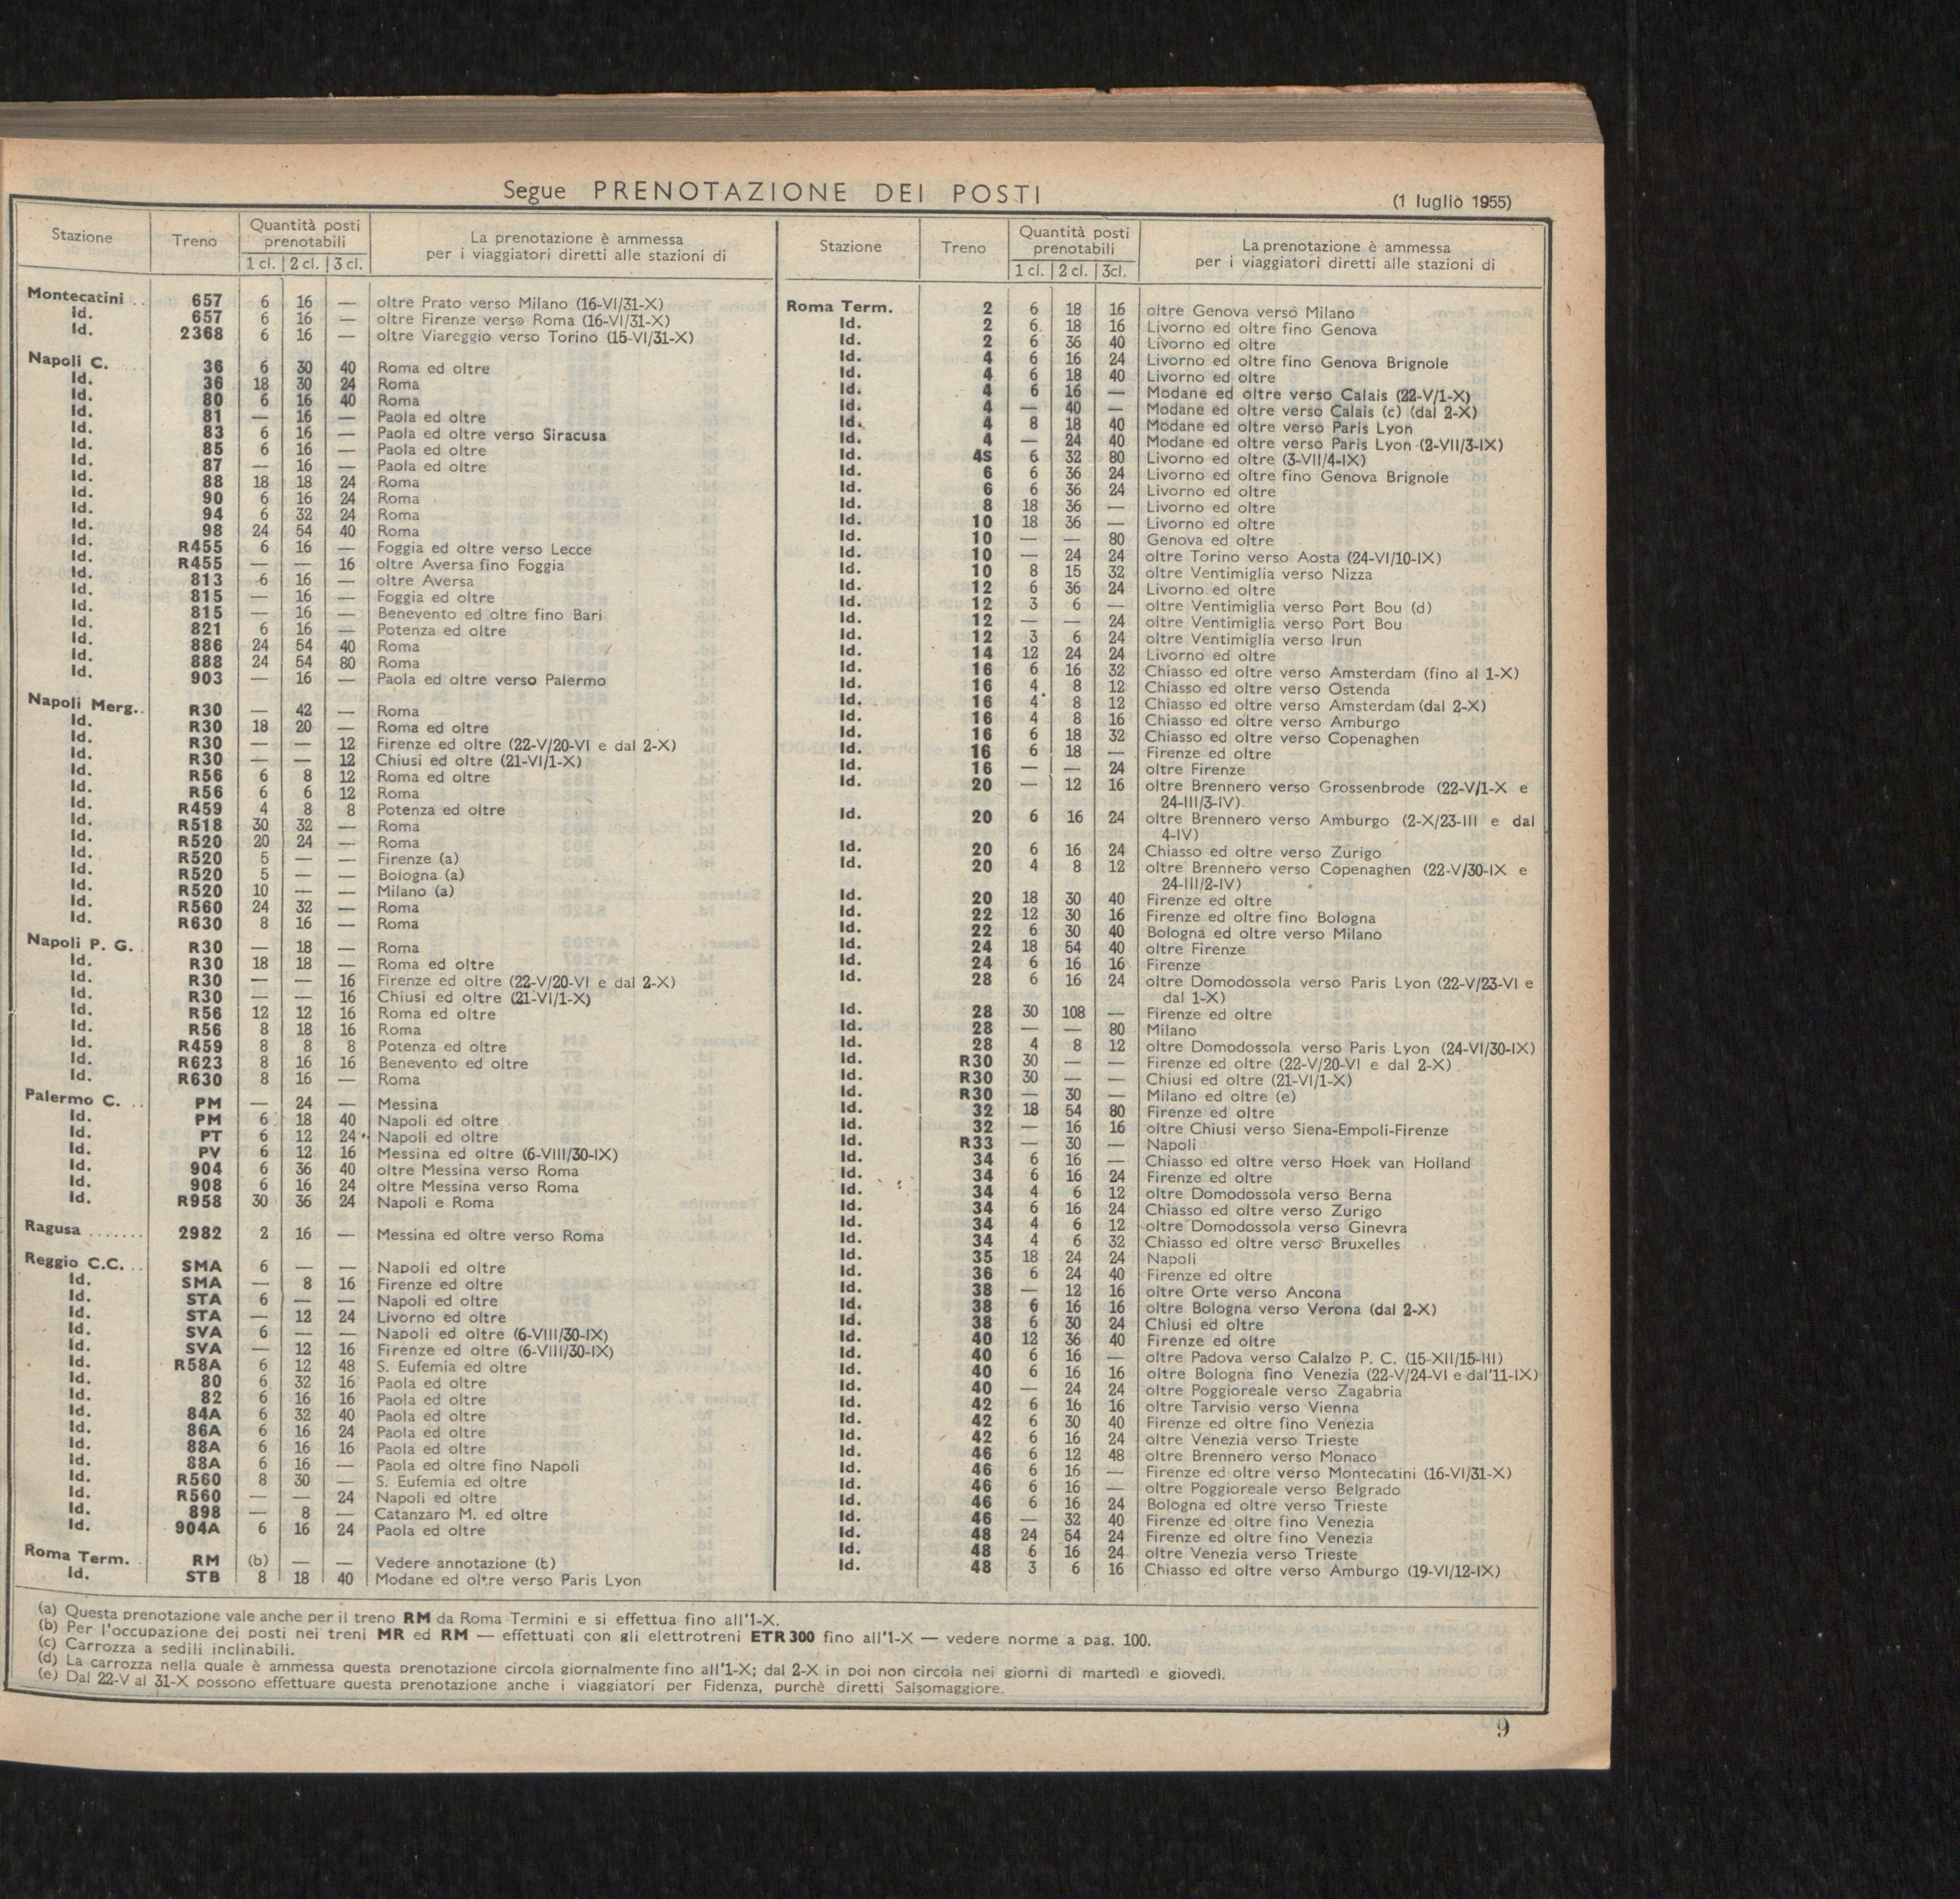 Segue PRENOTAZIONE DEI POSTI
(1 luglio 1955)
Stazione Treno Quantità posti prenotabili La prenotazione è ammessa per i viaggiatori diretti alle stazioni di
1 cl. 2 cl. 3 cl.
Montecatini .. 657 6 16 — oltre Prato verso Milano (16-VI/31-X)
Id. 657 6 16 — oltre Firenze verso Roma (16-VI/31-X)
Id. 2368 6 16 — oltre Viareggio verso Torino (15-VI/31-X)
Napoli C. 36 6 30 40 Roma ed oltre
Id. 36 18 30 24 Roma
Id. 80 6 16 40 Roma
Id. 81 — 16 — Paola ed oltre
Id. 83 6 16 — Paola ed oltre verso Siracusa
Id. 85 6 16 — Paola ed oltre
Id. 87 — 16 — Paola ed oltre
Id. 88 18 18 24 Roma
Id. 90 6 16 24 Roma
Id. 94 6 32 24 Roma
Id. 98 24 54 40 Roma
Id. R455 6 16 — Foggia ed oltre verso Lecce
Id. R455 — — 16 oltre Aversa fino Foggia
Id. 813 6 16 — oltre Aversa
Id. 815 — 16 — Foggia ed oltre
Id. 815 — 16 — Benevento ed oltre fino Bari
Id. 821 6 16 — Potenza ed oltre
Id. 886 24 54 40 Roma
Id. 888 24 54 80 Roma
Id. 903 — 16 — Paola ed oltre verso Palermo
Napoli Merg.. R30 — 42 — Roma
Id. R30 18 20 — Roma ed oltre
Id. R30 — — 12 Firenze ed oltre (22-V/20-VI e dal 2-X)
Id. R30 — — 12 Chiusi ed oltre (21-VI/1-X)
Id. R56 6 8 12 Roma ed oltre
Id. R56 6 6 12 Roma
Id. R459 4 8 8 Potenza ed oltre
Id. R518 30 32 — Roma
Id. R520 20 24 — Roma
Id. R520 5 — — Firenze (a)
Id. R520 5 — — Bologna (a)
Id. R520 10 — — Milano (a)
Id. R560 24 32 — Roma
Id. R630 8 16 — Roma
Napoli P. G. . R30 — 18 — Roma
Id. R30 18 18 — Roma ed oltre
Id. R30 — — 16 Firenze ed oltre (22-V/20-VI e dal 2-X)
Id. R30 — — 16 Chiusi ed oltre (21-VI/1-X)
Id. R56 12 12 16 Roma ed oltre
Id. R56 8 18 16 Roma
Id. R459 8 8 8 Potenza ed oltre
Id. R623 8 16 16 Benevento ed oltre
Id. R630 8 16 — Roma
Palermo C. .. PM — 24 — Messina
Id. PM 6 18 40 Napoli ed oltre
Id. PT 6 12 24 Napoli ed oltre
Id. PV 6 12 16 Messina ed oltre (6-VIII/30-IX)
Id. 904 6 36 40 oltre Messina verso Roma
Id. 908 6 16 24 oltre Messina verso Roma
Id. R958 30 36 24 Napoli e Roma
Ragusa ....... 2982 2 16 — Messina ed oltre verso Roma
Reggio C.C. .. SMA 6 — — Napoli ed oltre
Id. SMA — 8 16 Firenze ed oltre
Id. STA 6 — — Napoli ed oltre
Id. STA — 12 24 Livorno ed oltre
Id. SVA 6 — — Napoli ed oltre (6-VIII/30-IX)
Id. SVA — 12 16 Firenze ed oltre (6-VIII/30-IX)
Id. R58A 6 12 48 S. Eufemia ed oltre
Id. 80 6 32 16 Paola ed oltre
Id. 82 6 16 16 Paola ed oltre
Id. 84A 6 32 40 Paola ed oltre
Id. 86A 6 16 24 Paola ed oltre
Id. 88A 6 16 16 Paola ed oltre
Id. 88A 6 16 — Paola ed oltre fino Napoli
Id. R560 8 30 — S. Eufemia ed oltre
Id. R560 — — 24 Napoli ed oltre
Id. 898 — 8 — Catanzaro M. ed oltre
Id. 904A 6 16 24 Paola ed oltre
Roma Term. . RM (b) — — Vedere annotazione (b)
Id. STB 8 18 40 Modane ed oltre verso Paris Lyon
Stazione Treno Quantità posti prenotabili La prenotazione è ammessa per i viaggiatori diretti alle stazioni di
1 cl. 2 cl. 3cl.
Roma Term. 2 6 18 16 oltre Genova verso Milano
Id. 2 6 18 16 Livorno ed oltre fino Genova
Id. 2 6 36 40 Livorno ed oltre
Id. 4 6 16 24 Livorno ed oltre fino Genova Brignole
Id. 4 6 18 40 Livorno ed oltre
Id. 4 6 16 — Modane ed oltre verso Calais (22-V/1-X)
Id. 4 — 40 — Modane ed oltre verso Calais (c) (dal 2-X)
Id. 4 8 18 40 Modane ed oltre verso Paris Lyon
Id. 4 — 24 40 Modane ed oltre verso Paris Lyon (2-VII/3-IX)
Id. 4S 6 32 80 Livorno ed oltre (3-VII/4-IX)
Id. 6 6 36 24 Livorno ed oltre fino Genova Brignole
Id. 6 6 36 24 Livorno ed oltre
Id. 8 18 36 — Livorno ed oltre
Id. 10 18 36 — Livorno ed oltre
Id. 10 — — 80 Genova ed oltre
Id. 10 — 24 24 oltre Torino verso Aosta (24-VI/10-IX)
Id. 10 8 15 32 oltre Ventimiglia verso Nizza
Id. 12 6 36 24 Livorno ed oltre
Id. 12 3 6 — oltre Ventimiglia verso Port Bou (d)
Id. 12 — — 24 oltre Ventimiglia verso Port Bou
Id. 12 3 6 24 oltre Ventimiglia verso Irun
Id. 14 12 24 24 Livorno ed oltre
Id. 16 6 16 32 Chiasso ed oltre verso Amsterdam (fino al 1-X)
Id. 16 4 8 12 Chiasso ed oltre verso Ostenda
Id. 16 4 8 12 Chiasso ed oltre verso Amsterdam (dal 2-X)
Id. 16 4 8 16 Chiasso ed oltre verso Amburgo
Id. 16 6 18 32 Chiasso ed oltre verso Copenaghen
Id. 16 6 18 — Firenze ed oltre
Id. 16 — — 24 oltre Firenze
Id. 20 — 12 16 oltre Brennero verso Grossenbrode (22-V/1-X e
24-III/3-IV)
Id. 20 6 16 24 oltre Brennero verso Amburgo (2-X/23-III e dal
4-IV)
Id. 20 6 16 24 Chiasso ed oltre verso Zurigo
Id. 20 4 8 12 oltre Brennero verso Copenaghen (22-V/30-IX e
24-III/2-IV)
Id. 20 18 30 40 Firenze ed oltre
Id. 22 12 30 16 Firenze ed oltre fino Bologna
Id. 22 6 30 40 Bologna ed oltre verso Milano
Id. 24 18 54 40 oltre Firenze
Id. 24 6 16 16 Firenze
Id. 28 6 16 24 oltre Domodossola verso Paris Lyon (22-V/23-VI e
dal 1-X)
Id. 28 30 108 — Firenze ed oltre
Id. 28 — — 80 Milano
Id. 28 4 8 12 oltre Domodossola verso Paris Lyon (24-VI/30-IX)
Id. R30 30 — — Firenze ed oltre (22-V/20-VI e dal 2-X)
Id. R30 30 — — Chiusi ed oltre (21-VI/1-X)
Id. R30 — 30 — Milano ed oltre (e)
Id. 32 18 54 80 Firenze ed oltre
Id. 32 — 16 16 oltre Chiusi verso Siena-Empoli-Firenze
Id. R33 — 30 — Napoli
Id. 34 6 16 — Chiasso ed oltre verso Hoek van Holland
Id. 34 6 16 24 Firenze ed oltre
Id. 34 4 6 12 oltre Domodossola verso Berna
Id. 34 6 16 24 Chiasso ed oltre verso Zurigo
Id. 34 4 6 12 oltre Domodossola verso Ginevra
Id. 34 4 6 32 Chiasso ed oltre verso Bruxelles
Id. 35 18 24 24 Napoli
Id. 36 6 24 40 Firenze ed oltre
Id. 38 — 12 16 oltre Orte verso Ancona
Id. 38 6 16 16 oltre Bologna verso Verona (dal 2-X)
Id. 38 6 30 24 Chiusi ed oltre
Id. 40 12 36 40 Firenze ed oltre
Id. 40 6 16 — oltre Padova verso Calalzo P. C. (15-XII/15-III)
Id. 40 6 16 16 oltre Bologna fino Venezia (22-V/24-VI e dal'11-IX)
Id. 40 — 24 24 oltre Poggioreale verso Zagabria
Id. 42 6 16 16 oltre Tarvisio verso Vienna
Id. 42 6 30 40 Firenze ed oltre fino Venezia
Id. 42 6 16 24 oltre Venezia verso Trieste
Id. 46 6 12 48 oltre Brennero verso Monaco
Id. 46 6 16 — Firenze ed oltre verso Montecatini (16-VI/31-X)
Id. 46 6 16 — oltre Poggioreale verso Belgrado
Id. 46 6 16 24 Bologna ed oltre verso Trieste
Id. 46 — 32 40 Firenze ed oltre fino Venezia
Id. 48 24 54 24 Firenze ed oltre fino Venezia
Id. 48 6 16 24 oltre Venezia verso Trieste
Id. 48 3 6 16 Chiasso ed oltre verso Amburgo (19-VI/12-IX)
(a) Questa prenotazione vale anche per il treno RM da Roma Termini e si effettua fino all'1-X.
(b) Per l'occupazione dei posti nei treni MR ed RM — effettuati con gli elettrotreni ETR 300 fino all'1-X — vedere norme a pag. 100.
(c) Carrozza a sedili inclinabili.
(d) La carrozza nella quale è ammessa questa prenotazione circola giornalmente fino all'1-X; dal 2-X in poi non circola nei giorni di martedì e giovedì.
(e) Dal 22-V al 31-X possono effettuare questa prenotazione anche i viaggiatori per Fidenza, purchè diretti Salsomaggiore.
9